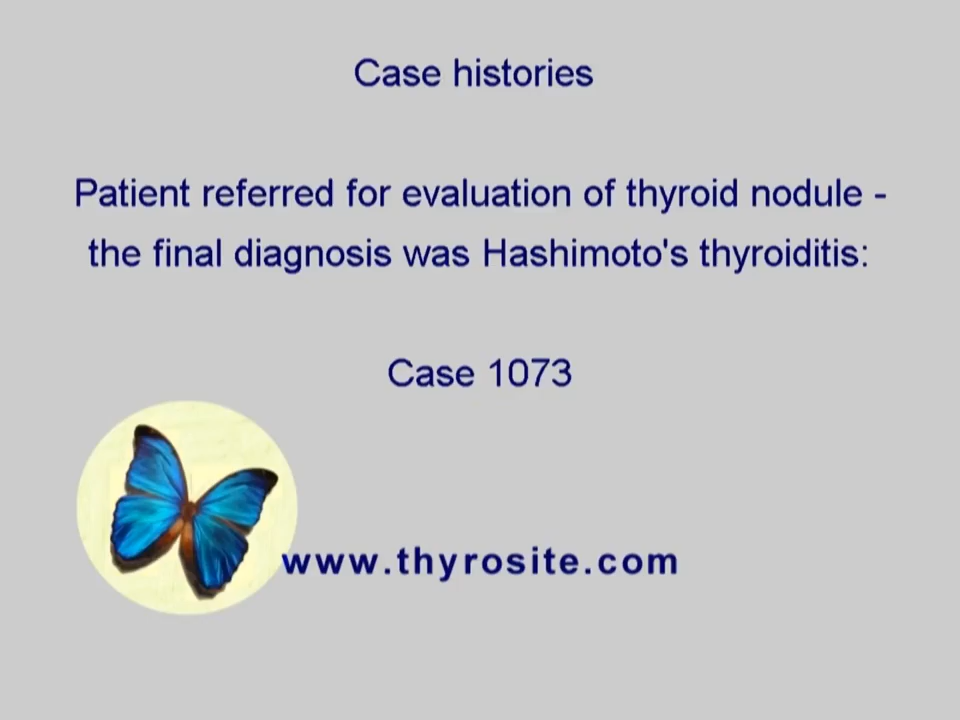 Case histories
Patient referred for evaluation of thyroid nodule -
the final diagnosis was Hashimoto's thyroiditis:
Case 1073
www.thyrosite.com